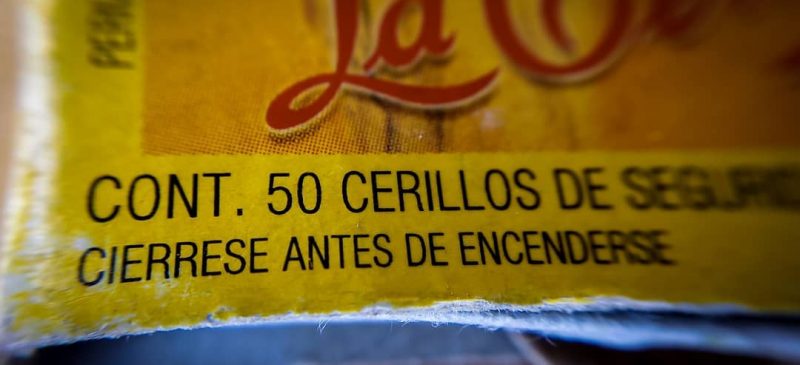 La
CONT. 50 CERILLOS DE
CIERRESE ANTES DE ENCENDERSE